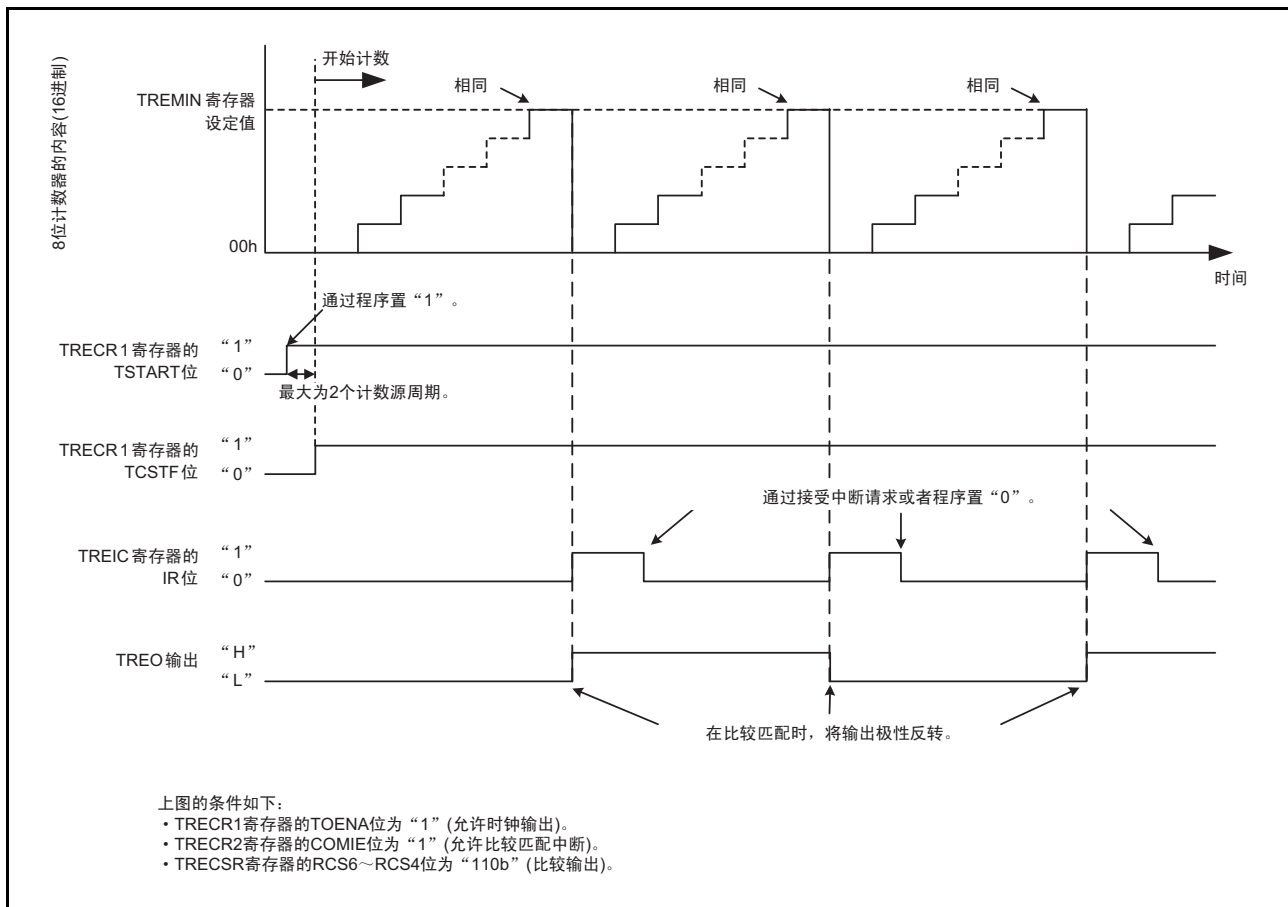 8位计数器的内容(16进制)
开始计数
相同
相同
相同
TREMIN 寄存器
设定值
00h
时间
通过程序置“1”。
TRECR1寄存器的
TSTART位
“1”
“0”
最大为2个计数源周期。
TRECR1寄存器的
TCSTF位
“1”
“0”
通过接受中断请求或者程序置“0”。
TREIC寄存器的
IR位
“1”
“0”
TREO输出
“H”
“L”
在比较匹配时，将输出极性反转。
上图的条件如下：
・TRECR1寄存器的TOENA位为“1”(允许时钟输出)。
・TRECR2寄存器的COMIE位为“1”(允许比较匹配中断)。
・TRECSR寄存器的RCS6～RCS4位为“110b”(比较输出)。